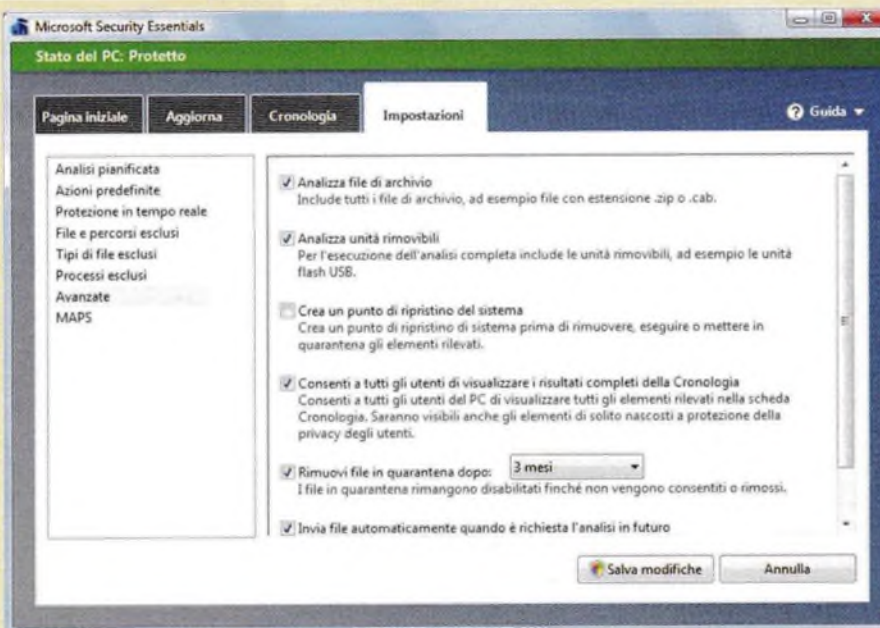 Microsoft Security Essentials
Stato del PC: Protetto
Pagina iniziale
Aggiorna
Cronologia
Impostazioni
Guida
Analisi pianificata
Azioni predefinite
Protezione in tempo reale
File e percorsi esclusi
Tipi di file esclusi
Processi esclusi
Avanzate
MAPS
Analizza file di archivio
Include tutti i file di archivio, ad esempio file con estensione .zip o .cab.
Analizza unità rimovibili
Per l'esecuzione dell'analisi completa include le unità rimovibili, ad esempio le unità
flash USB.
Crea un punto di ripristino del sistema
Crea un punto di ripristino di sistema prima di rimuovere, eseguire o mettere in
quarantena gli elementi rilevati.
Consenti a tutti gli utenti di visualizzare i risultati completi della Cronologia
Consenti a tutti gli utenti del PC di visualizzare tutti gli elementi rilevati nella scheda
Cronologia. Saranno visibili anche gli elementi di solito nascosti a protezione della
privacy degli utenti.
Rimuovi file in quarantena dopo: 3 mesi
I file in quarantena rimangono disabilitati finché non vengono consentiti o rimossi.
Invia file automaticamente quando è richiesta l'analisi in futuro
Salva modifiche
Annulla